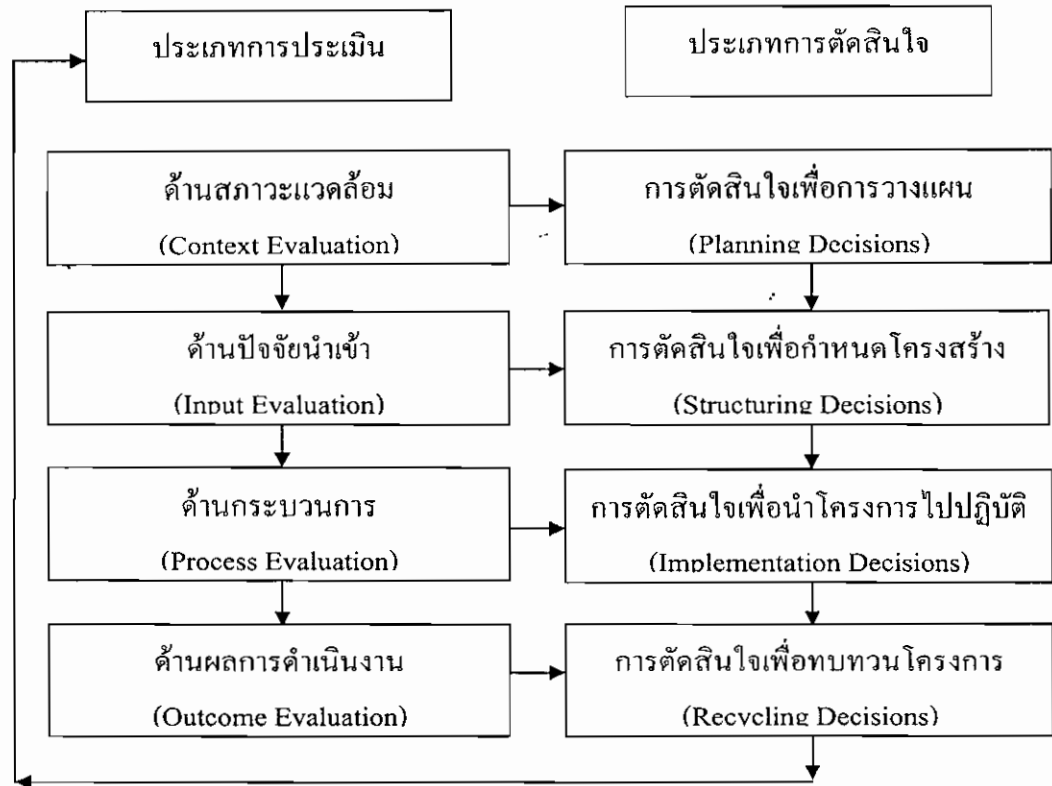 ประเภทการประเมิน
ประเภทการตัดสินใจ
ด้านสภาวะแวดล้อม
(Context Evaluation)
การตัดสินใจเพื่อการวางแผน
(Planning Decisions)
ด้านปัจจัยนำเข้า
(Input Evaluation)
การตัดสินใจเพื่อกำหนดโครงสร้าง
(Structuring Decisions)
ด้านกระบวนการ
(Process Evaluation)
การตัดสินใจเพื่อนำโครงการไปปฏิบัติ
(Implementation Decisions)
ด้านผลการดำเนินงาน
(Outcome Evaluation)
การตัดสินใจเพื่อทบทวนโครงการ
(Recycling Decisions)